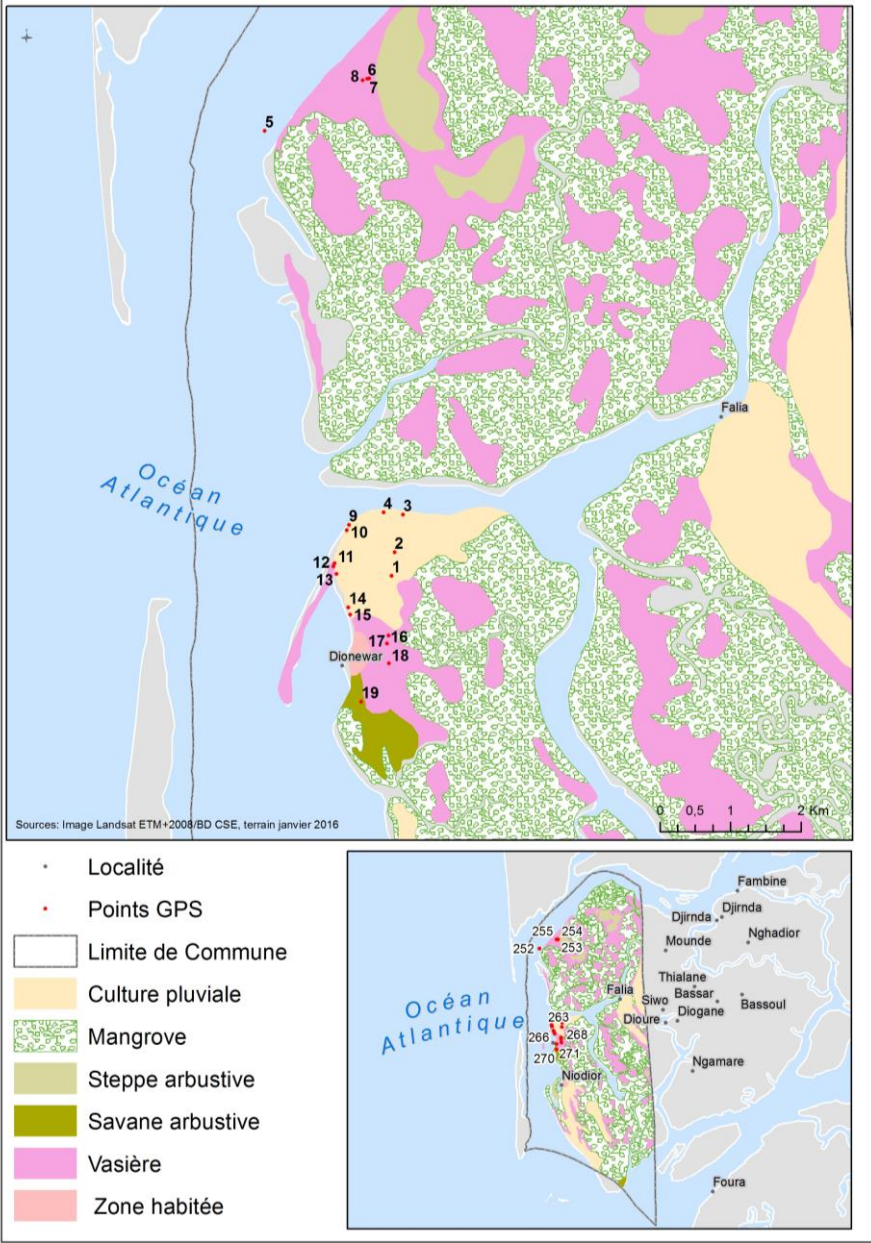 6
8
7
5
Falia
Océan
Atlantique
4
3
9
10
2
11
12
13
1
14
15
16
17
18
Dionewar
19
Sources: Image Landsat ETM+2008/BD CSE, terrain janvier 2016
0 0,5 1 2 Km
Localité
Points GPS
Limite de Commune
Culture pluviale
Mangrove
Steppe arbustive
Savane arbustive
Vasière
Zone habitée
Fambine
Djirnda
Djirnda
Nghadior
255
254
252
253
Mounde
Thialane
Falia
Bassar
Siwo
Bassoul
Océan
Atlantique
Diogane
Dioure
263
266
268
270
271
Ngamare
Niodior
Foura